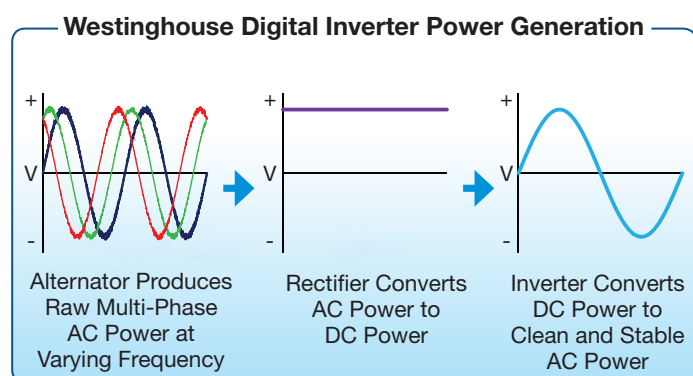 Westinghouse Digital Inverter Power Generation
+
V
-
+
V
-
+
V
-
Alternator Produces
Raw Multi-Phase
AC Power at
Varying Frequency
Rectifier Converts
AC Power to
DC Power
Inverter Converts
DC Power to
Clean and Stable
AC Power